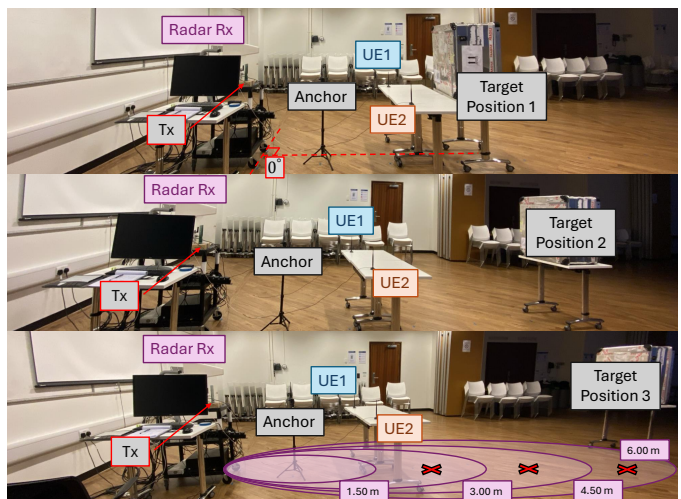 Radar Rx
UE1
Anchor
Target
Position 1
Tx
UE2
0°
Radar Rx
UE1
Target
Position 2
Anchor
UE2
Tx
Radar Rx
UE1
Target
Position 3
Anchor
UE2
Tx
6.00 m
1.50 m
3.00 m
4.50 m